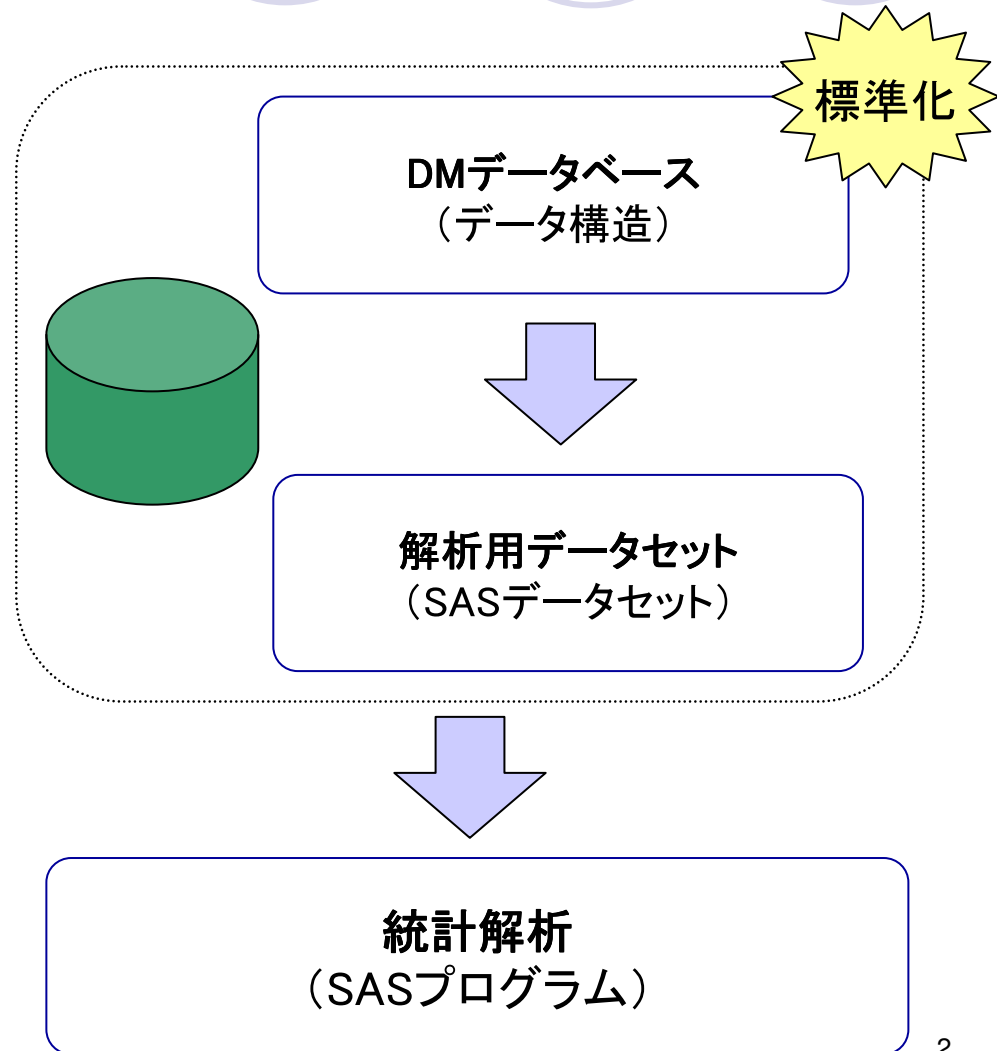 標準化
DMデータベース
（データ構造）
解析用データセット
（SASデータセット）
統計解析
（SASプログラム）
2